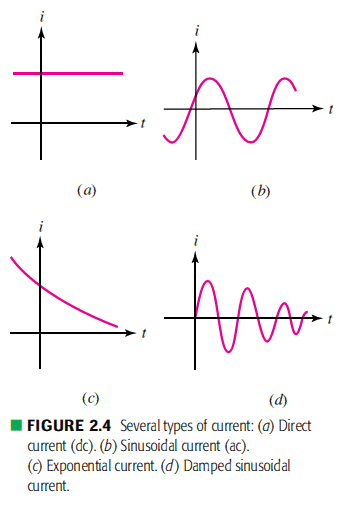 i
i
t
t
(a)
(b)
i
i
t
t
(c)
(d)
FIGURE 2.4 Several types of current: (a) Direct
current (dc). (b) Sinusoidal current (ac).
(c) Exponential current. (d) Damped sinusoidal
current.